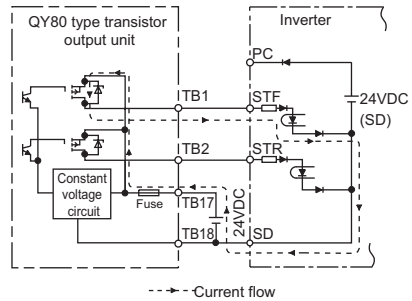 QY80 type transistor
output unit
Inverter
PC
TB1
STF
24VDC
(SD)
TB2
STR
Constant
voltage
circuit
Fuse
TB17
24VDC
TB18
SD
Current flow